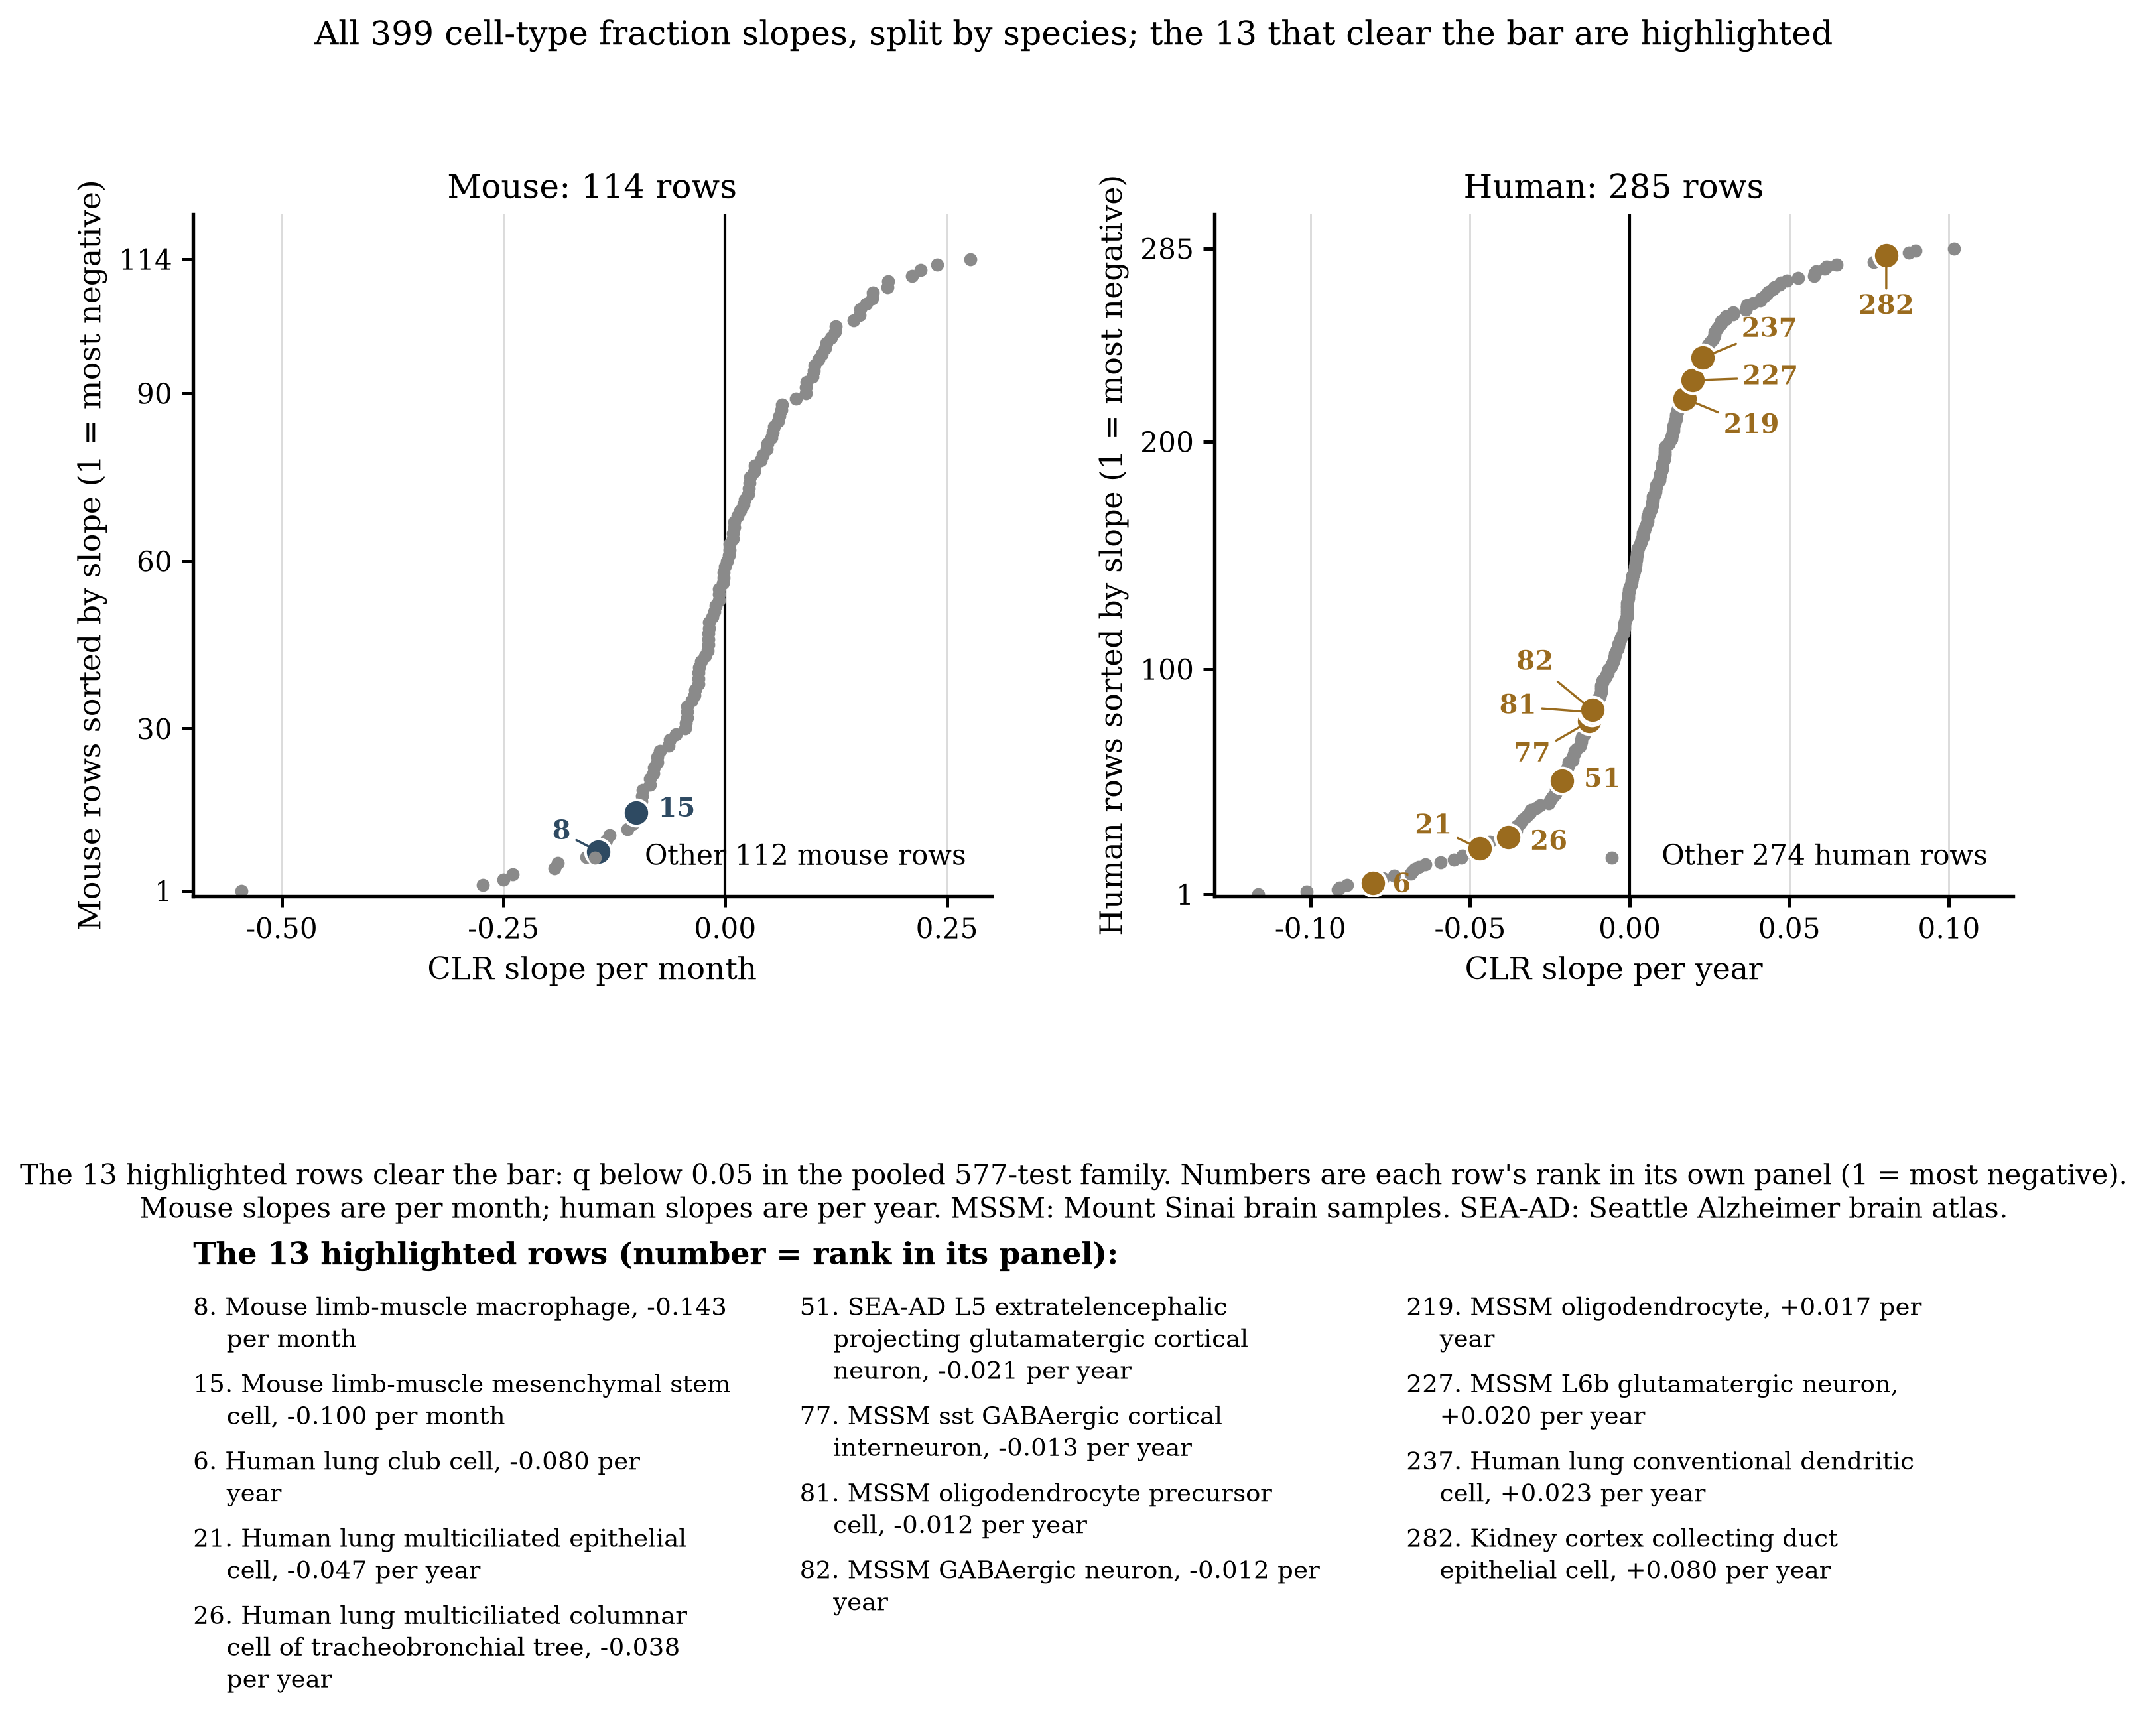 All 399 cell-type fraction slopes, split by species; the 13 that clear the bar are highlighted
Mouse: 114 rows
Mouse rows sorted by slope (1 = most negative)
114
90
60
30
1
8
15
Other 112 mouse rows
-0.50
-0.25
0.00
0.25
CLR slope per month
Human: 285 rows
Human rows sorted by slope (1 = most negative)
285
200
100
1
282
237
227
219
82
81
77
51
21
26
6
Other 274 human rows
-0.10
-0.05
0.00
0.05
0.10
CLR slope per year
The 13 highlighted rows clear the bar: q below 0.05 in the pooled 577-test family. Numbers are each row's rank in its own panel (1 = most negative).
Mouse slopes are per month; human slopes are per year. MSSM: Mount Sinai brain samples. SEA-AD: Seattle Alzheimer brain atlas.
The 13 highlighted rows (number = rank in its panel):
8. Mouse limb-muscle macrophage, -0.143
per month
15. Mouse limb-muscle mesenchymal stem
cell, -0.100 per month
6. Human lung club cell, -0.080 per
year
21. Human lung multiciliated epithelial
cell, -0.047 per year
26. Human lung multiciliated columnar
cell of tracheobronchial tree, -0.038
per year
51. SEA-AD L5 extratelencephalic
projecting glutamatergic cortical
neuron, -0.021 per year
77. MSSM sst GABAergic cortical
interneuron, -0.013 per year
81. MSSM oligodendrocyte precursor
cell, -0.012 per year
82. MSSM GABAergic neuron, -0.012 per
year
219. MSSM oligodendrocyte, +0.017 per
year
227. MSSM L6b glutamatergic neuron,
+0.020 per year
237. Human lung conventional dendritic
cell, +0.023 per year
282. Kidney cortex collecting duct
epithelial cell, +0.080 per year